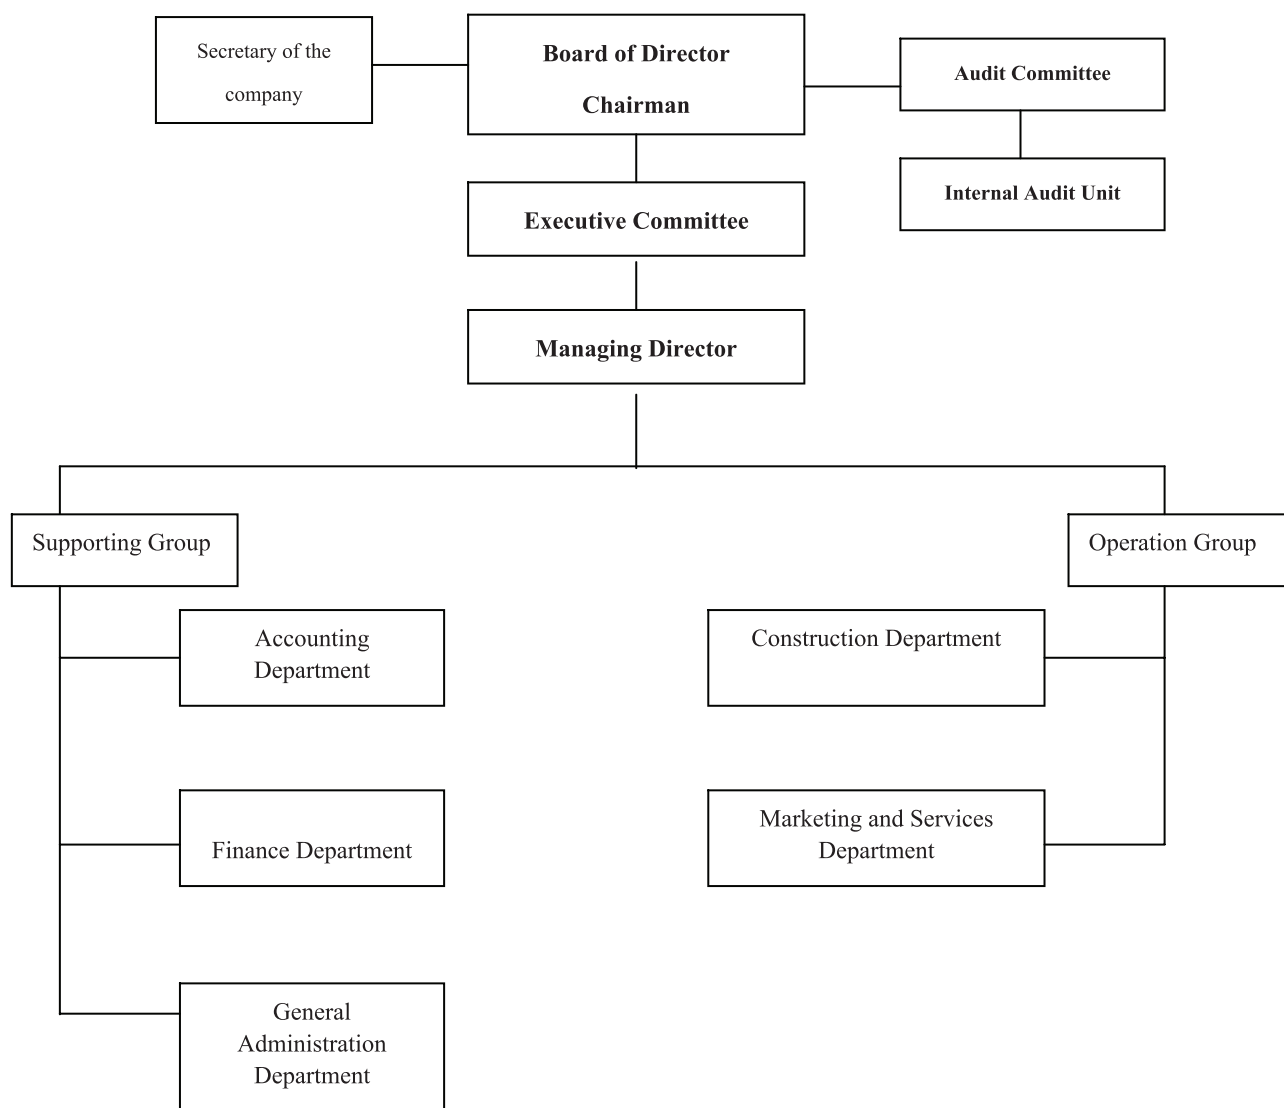 Secretary of the
company
Board of Director
Chairman
Audit Committee
Internal Audit Unit
Executive Committee
Managing Director
Supporting Group
Operation Group
Accounting
Department
Construction Department
Finance Department
Marketing and Services
Department
General
Administration
Department